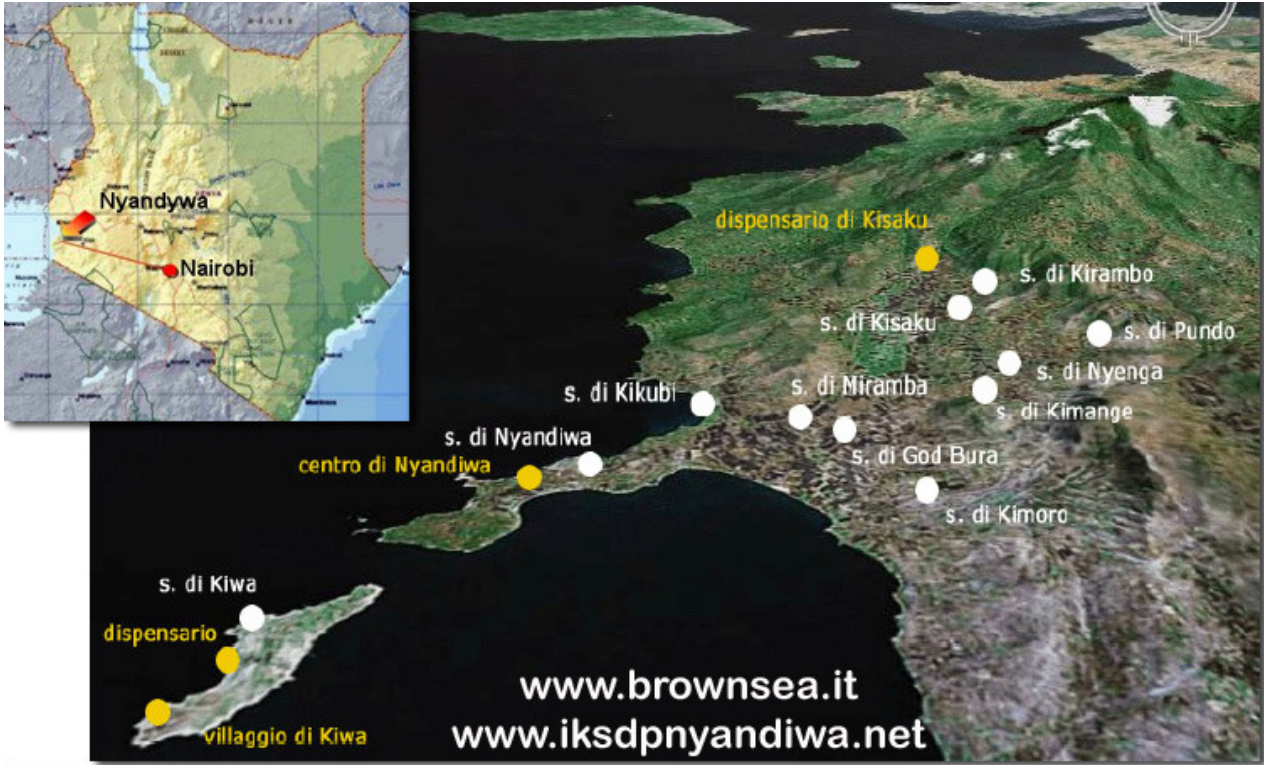 Nyandywa
Nairobi
dispensario di Kisaku
s. di Kirambo
s. di Kisaku
s. di Pundo
s. di Nyenga
s. di Miramba
s. di Kimange
s. di Kikubi
s. di Nyandiwa
s. di God Bura
centro di Nyandiwa
s. di Kimoro
s. di Kiwa
dispensario
villaggio di Kiwa
www.brownsea.it
www.iksdpnyandiwa.net